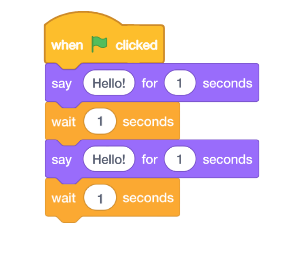 when clicked
say Hello! for 1 seconds
wait 1 seconds
say Hello! for 1 seconds
wait 1 seconds